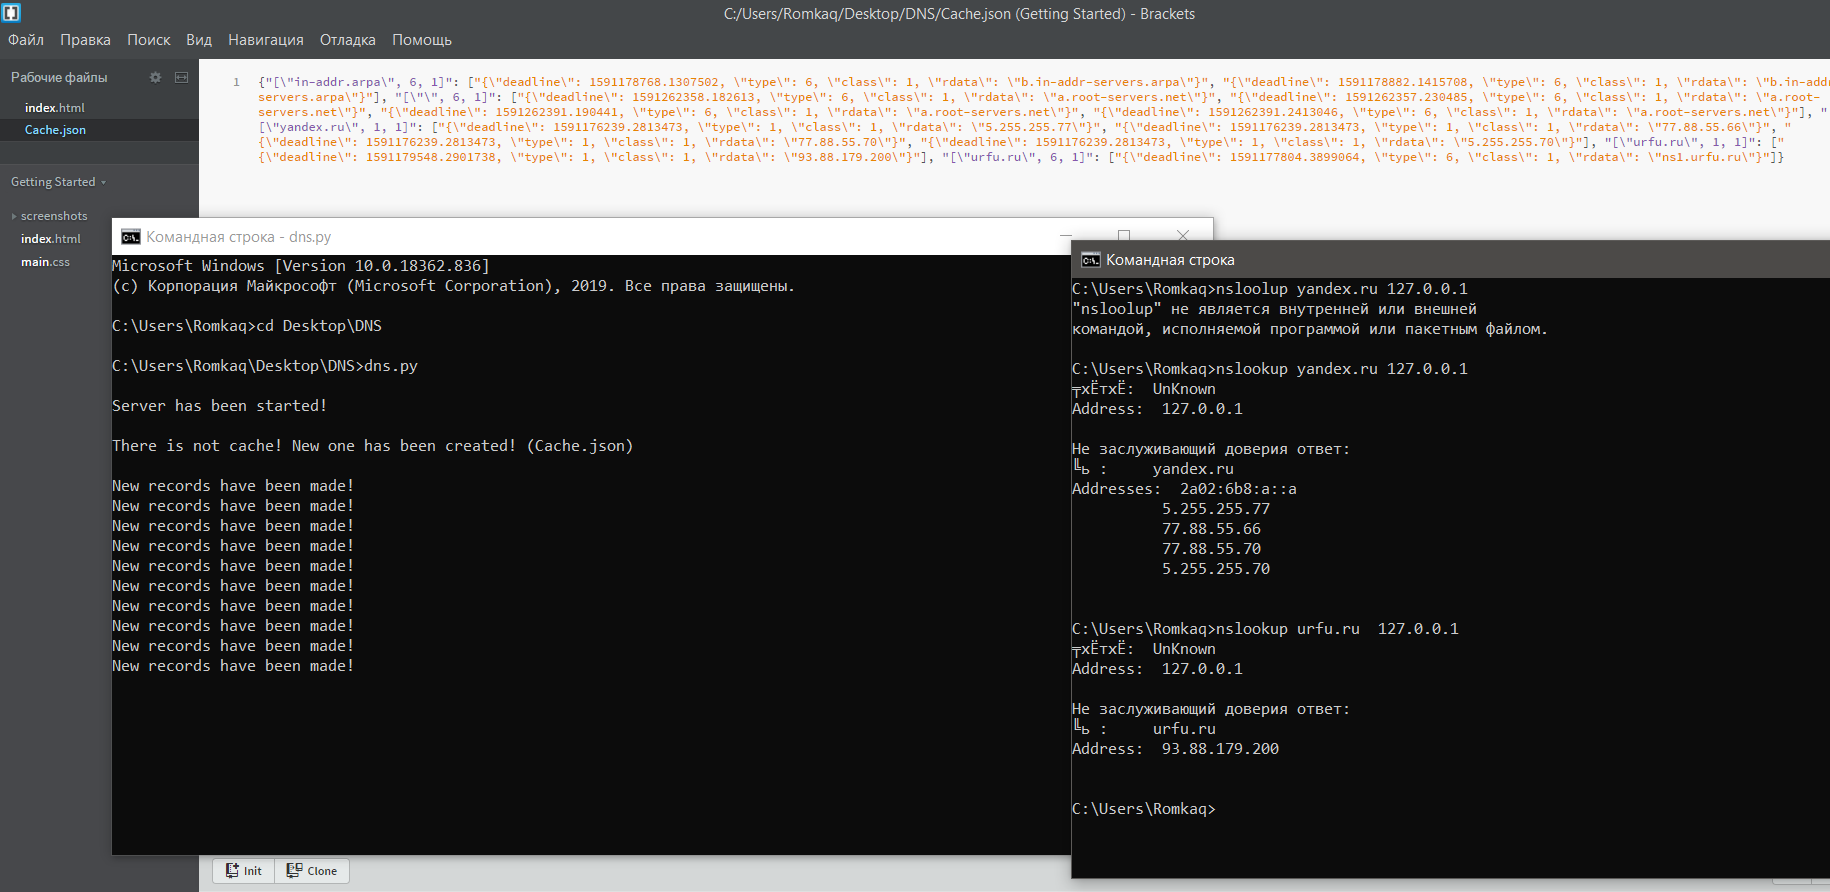 C:/Users/Romkaq/Desktop/DNS/Cache.json (Getting Started) - Brackets
Файл Правка Поиск Вид Навигация Отладка Помощь
Рабочие файлы
index.html
Cache.json
Getting Started
screenshots
index.html
main.css
1 {"[\"in-addr.arpa\", 6, 1]": ["{\"deadline\": 1591178768.1307502, \"type\": 6, \"class\": 1, \"rdata\": \"b.in-addr-servers.arpa\"}", "{\"deadline\": 1591178882.1415708, \"type\": 6, \"class\": 1, \"rdata\": \"b.in-addr-
servers.arpa\"}"], "[\"\", 6, 1]": ["{\"deadline\": 1591262358.182613, \"type\": 6, \"class\": 1, \"rdata\": \"a.root-servers.net\"}", "{\"deadline\": 1591262357.230485, \"type\": 6, \"class\": 1, \"rdata\": \"a.root-
servers.net\"}", "{\"deadline\": 1591262391.190441, \"type\": 6, \"class\": 1, \"rdata\": \"a.root-servers.net\"}", "{\"deadline\": 1591262391.2413046, \"type\": 6, \"class\": 1, \"rdata\": \"a.root-servers.net\"}"], "
[\"yandex.ru\", 1, 1]": ["{\"deadline\": 1591176239.2813473, \"type\": 1, \"class\": 1, \"rdata\": \"5.255.255.77\"}", "{\"deadline\": 1591176239.2813473, \"type\": 1, \"class\": 1, \"rdata\": \"77.88.55.66\"}", "
{\"deadline\": 1591176239.2813473, \"type\": 1, \"class\": 1, \"rdata\": \"77.88.55.70\"}", "{\"deadline\": 1591176239.2813473, \"type\": 1, \"class\": 1, \"rdata\": \"5.255.255.70\"}"], "[\"urfu.ru\", 1, 1]": ["
{\"deadline\": 1591179548.2901738, \"type\": 1, \"class\": 1, \"rdata\": \"93.88.179.200\"}"], "[\"urfu.ru\", 6, 1]": ["{\"deadline\": 1591177804.3899064, \"type\": 6, \"class\": 1, \"rdata\": \"ns1.urfu.ru\"}"]}
Командная строка - dns.py
Microsoft Windows [Version 10.0.18362.836]
(c) Корпорация Майкрософт (Microsoft Corporation), 2019. Все права защищены.
C:\Users\Romkaq>cd Desktop\DNS
C:\Users\Romkaq\Desktop\DNS>dns.py
Server has been started!
There is not cache! New one has been created! (Cache.json)
New records have been made!
New records have been made!
New records have been made!
New records have been made!
New records have been made!
New records have been made!
New records have been made!
New records have been made!
New records have been made!
New records have been made!
Командная строка
C:\Users\Romkaq>nsloolup yandex.ru 127.0.0.1
"nsloolup" не является внутренней или внешней
командой, исполняемой программой или пакетным файлом.
C:\Users\Romkaq>nslookup yandex.ru 127.0.0.1
╤хЁтхЁ:  UnKnown
Address:  127.0.0.1
Не заслуживающий доверия ответ:
╚ь :     yandex.ru
Addresses:  2a02:6b8:a::a
5.255.255.77
77.88.55.66
77.88.55.70
5.255.255.70
C:\Users\Romkaq>nslookup urfu.ru  127.0.0.1
╤хЁтхЁ:  UnKnown
Address:  127.0.0.1
Не заслуживающий доверия ответ:
╚ь :     urfu.ru
Address:  93.88.179.200
C:\Users\Romkaq>
Init Clone